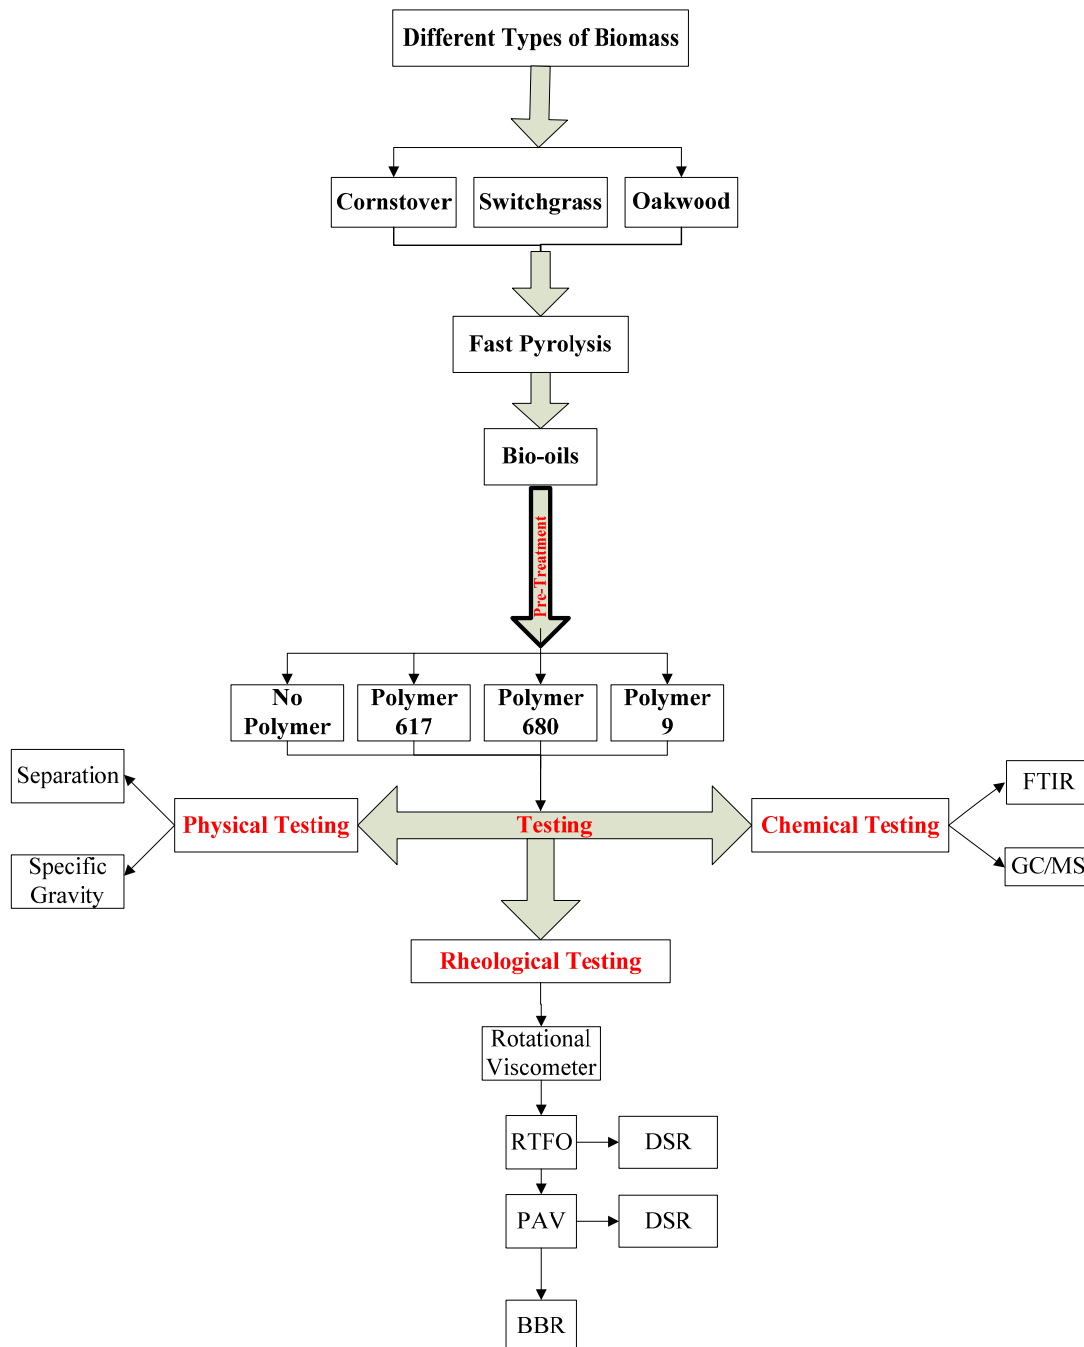 Different Types of Biomass
Cornstover
Switchgrass
Oakwood
Fast Pyrolysis
Bio-oils
Pre-Treatment
No
Polymer
Polymer
617
Polymer
680
Polymer
9
Separation
Specific
Gravity
Physical Testing
Testing
Chemical Testing
FTIR
GC/MS
Rheological Testing
Rotational
Viscometer
RTFO
DSR
PAV
DSR
BBR